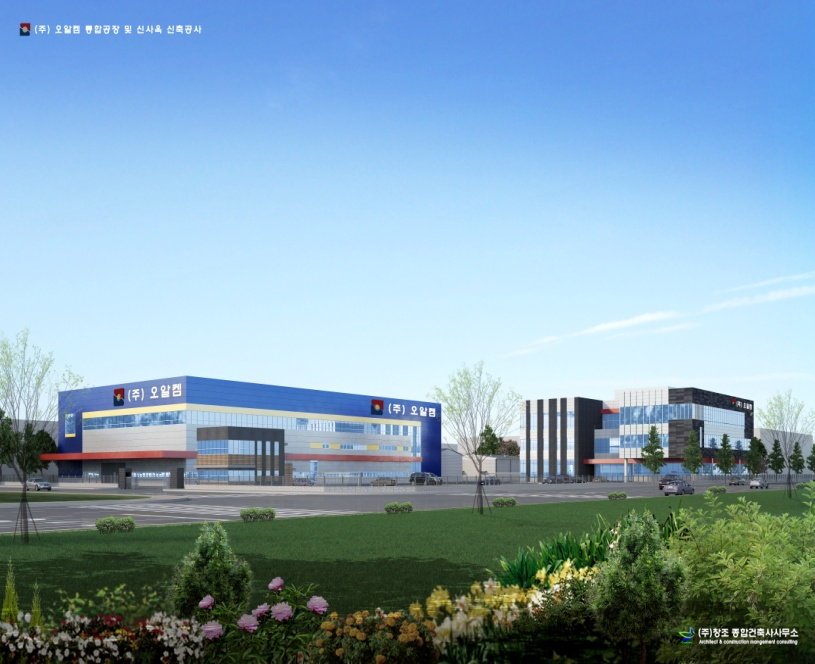 (주) 오알켐 통합공장 및 신사옥 신축공사
(주) 오알켐
(주) 오알켐
(주) 오알켐
(주)창조 종합건축사사무소
Architect & construction mangement consulting